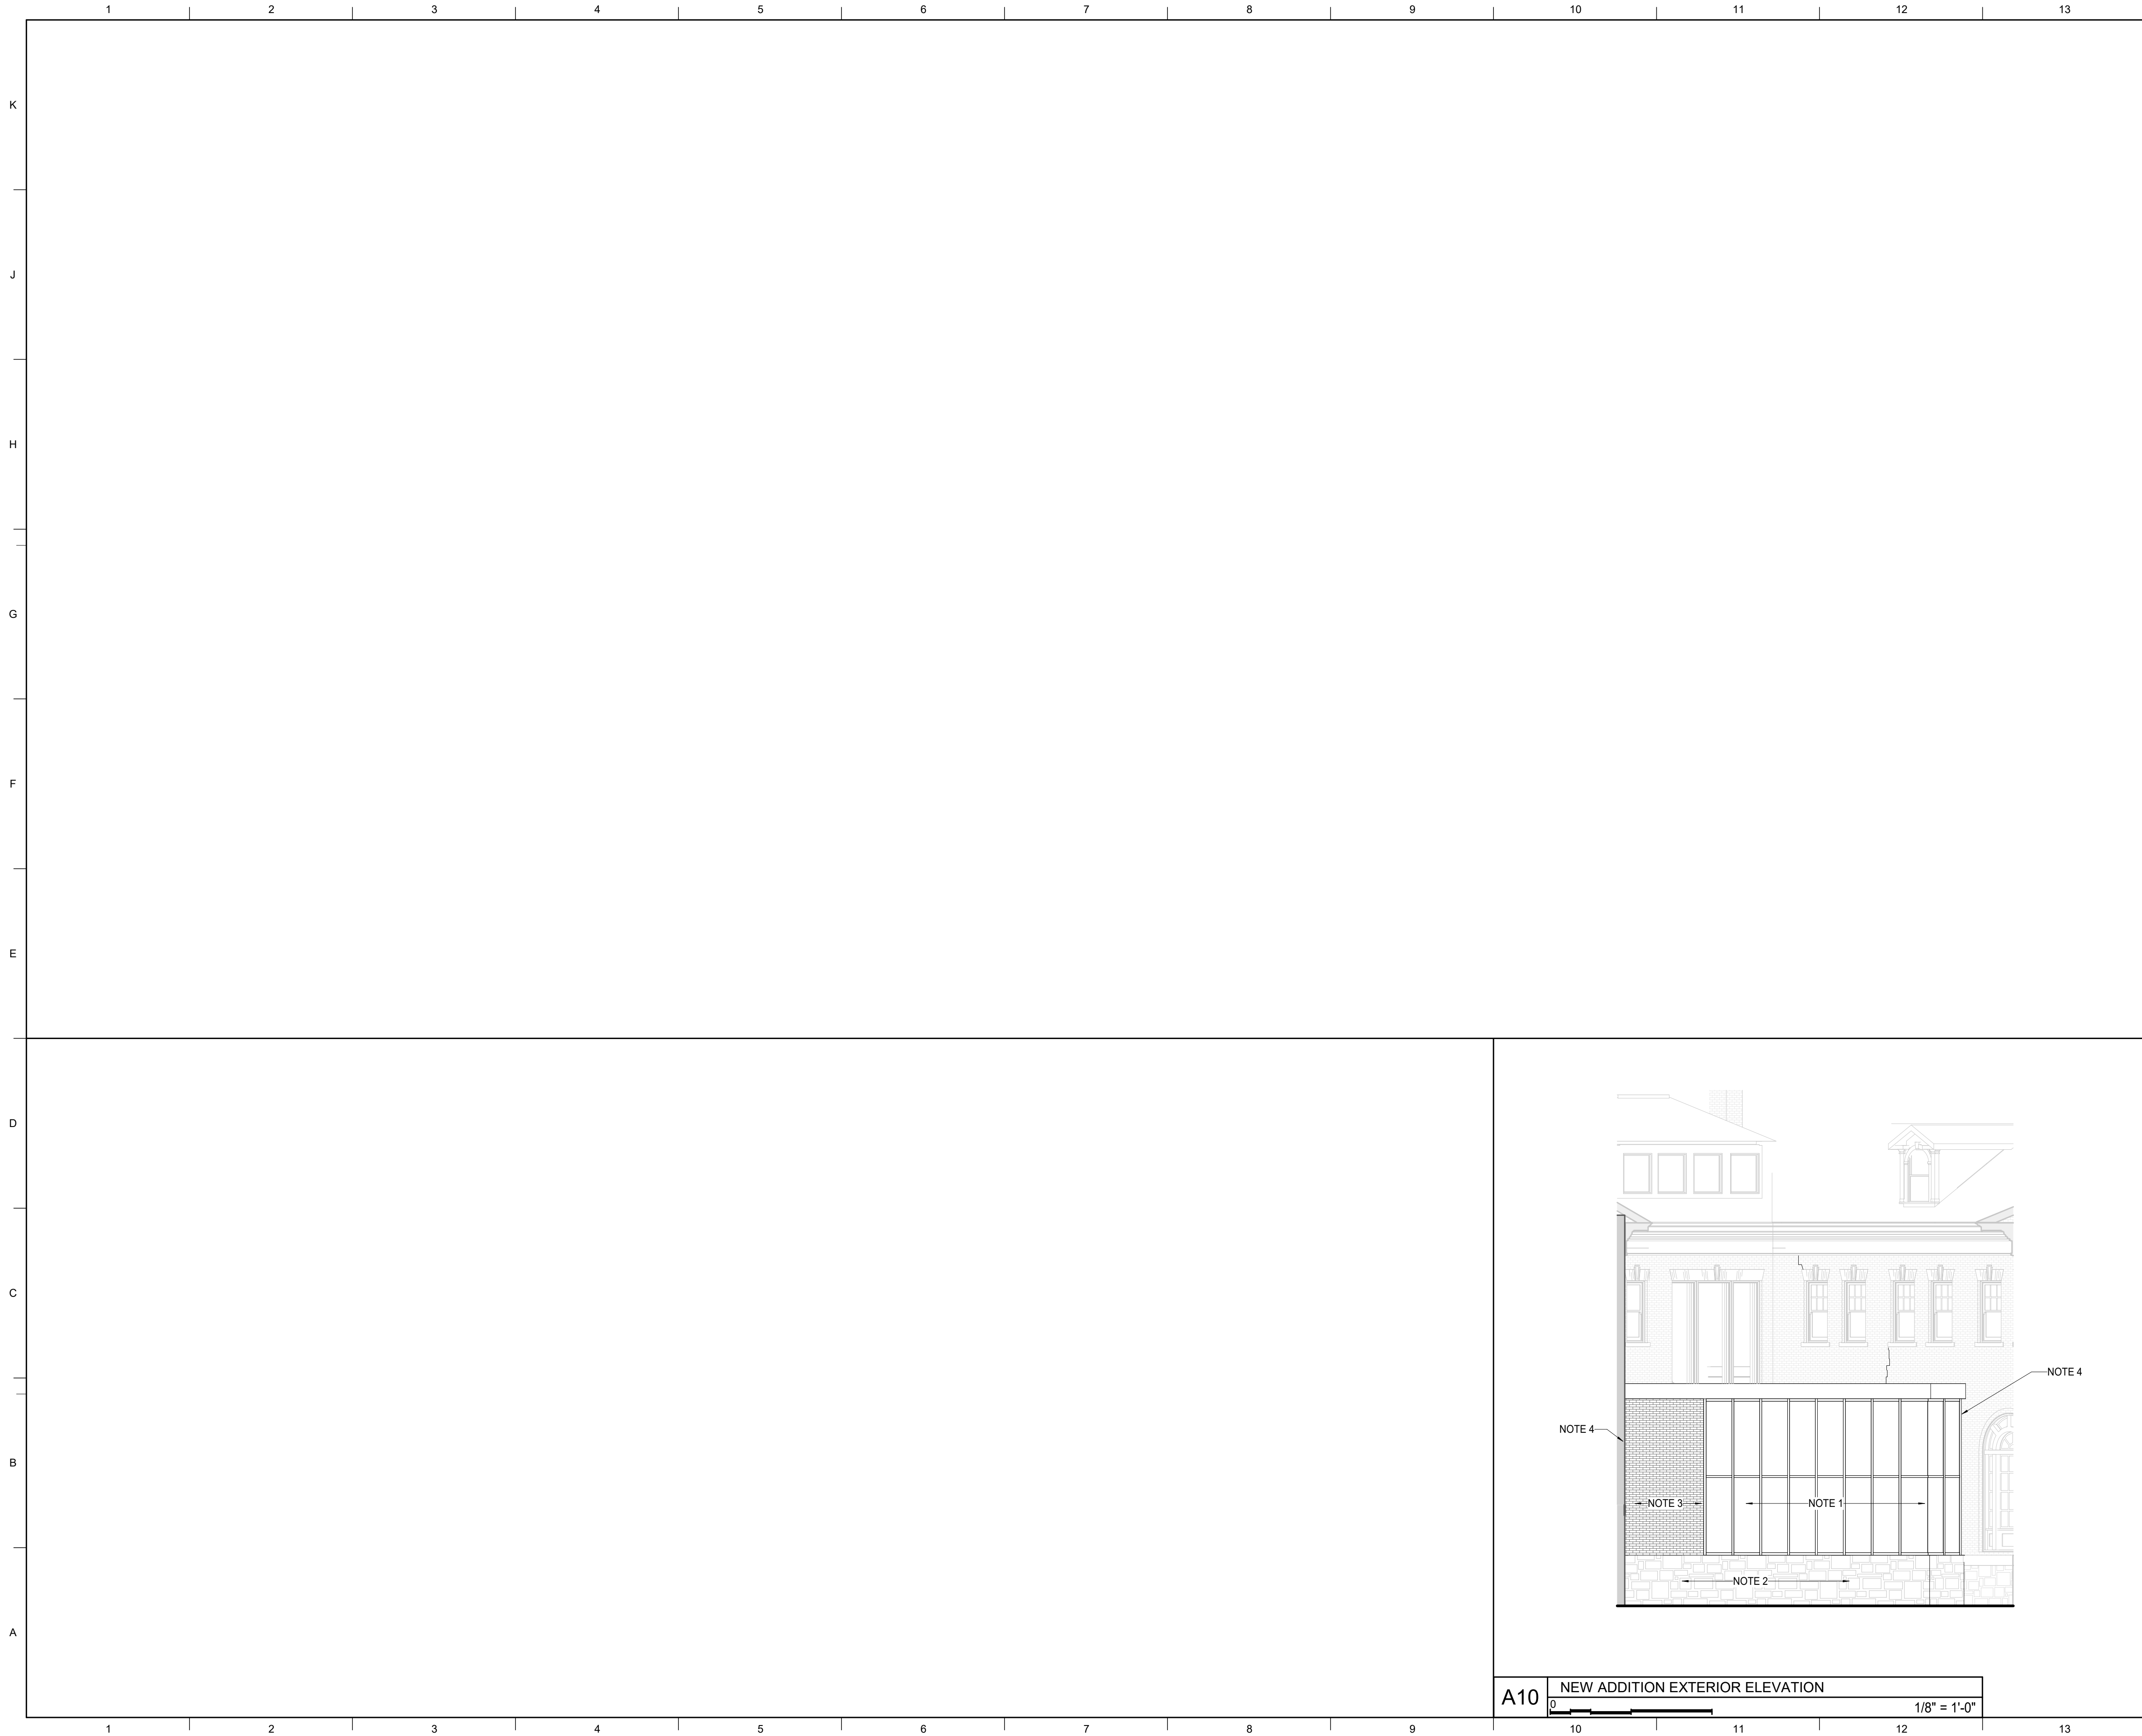 1 2 3 4 5 6 7 8 9 10 11 12 13
K
J
H
G
F
E
D
C
NOTE 4
NOTE 4
B
NOTE 3 NOTE 1
NOTE 2
A
A10 NEW ADDITION EXTERIOR ELEVATION
0 1/8" = 1'-0"
1 2 3 4 5 6 7 8 9 10 11 12 13